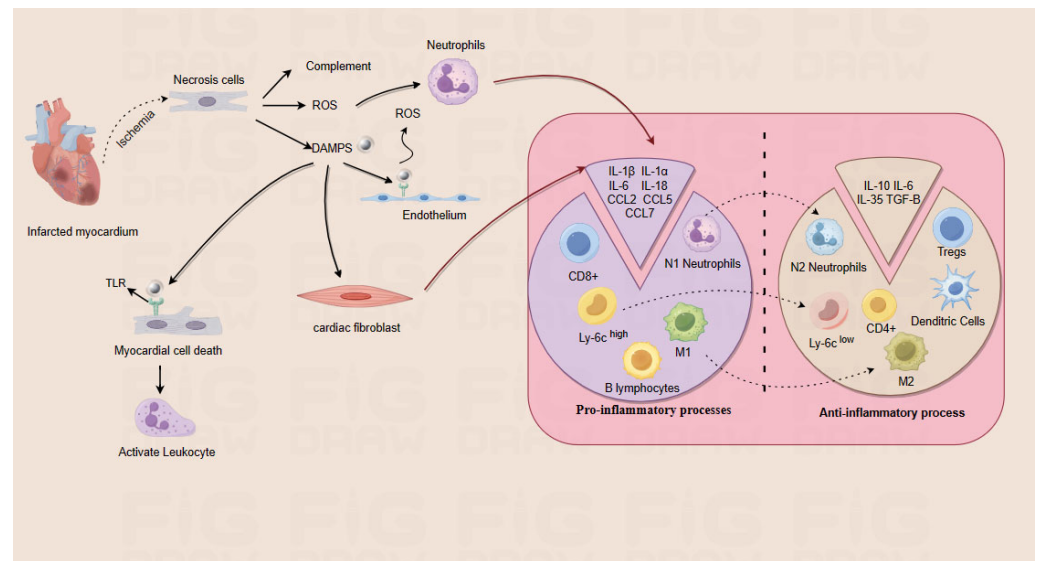 Neutrophils
Complement
Necrosis cells
ROS
Ischemia
ROS
DAMPS
Endothelium
Infarcted myocardium
TLR
Myocardial cell death
cardiac fibroblast
Activate Leukocyte
IL-1β IL-1α
IL-6 IL-18
CCL2 CCL5
CCL7
CD8+
N1 Neutrophils
Ly-6c high
M1
B lymphocytes
Pro-inflammatory processes
IL-10 IL-6
IL-35 TGF-B
N2 Neutrophils
Tregs
Denditric Cells
CD4+
Ly-6c low
M2
Anti-inflammatory process
FIG
DRAW